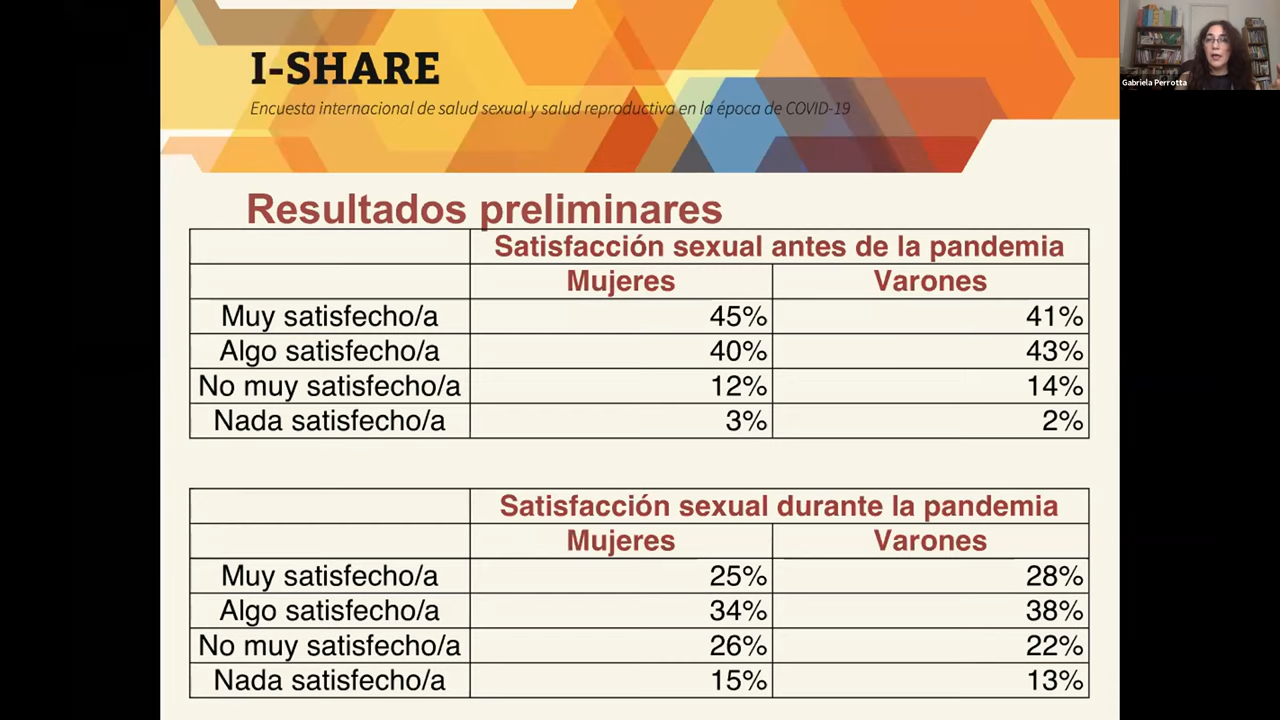 I-SHARE
Encuesta internacional de salud sexual y salud reproductiva en la época de COVID-19
Gabriela Perrotta
Resultados preliminares
Satisfacción sexual antes de la pandemia
Mujeres Varones
Muy satisfecho/a 45% 41%
Algo satisfecho/a 40% 43%
No muy satisfecho/a 12% 14%
Nada satisfecho/a 3% 2%
Satisfacción sexual durante la pandemia
Mujeres Varones
Muy satisfecho/a 25% 28%
Algo satisfecho/a 34% 38%
No muy satisfecho/a 26% 22%
Nada satisfecho/a 15% 13%